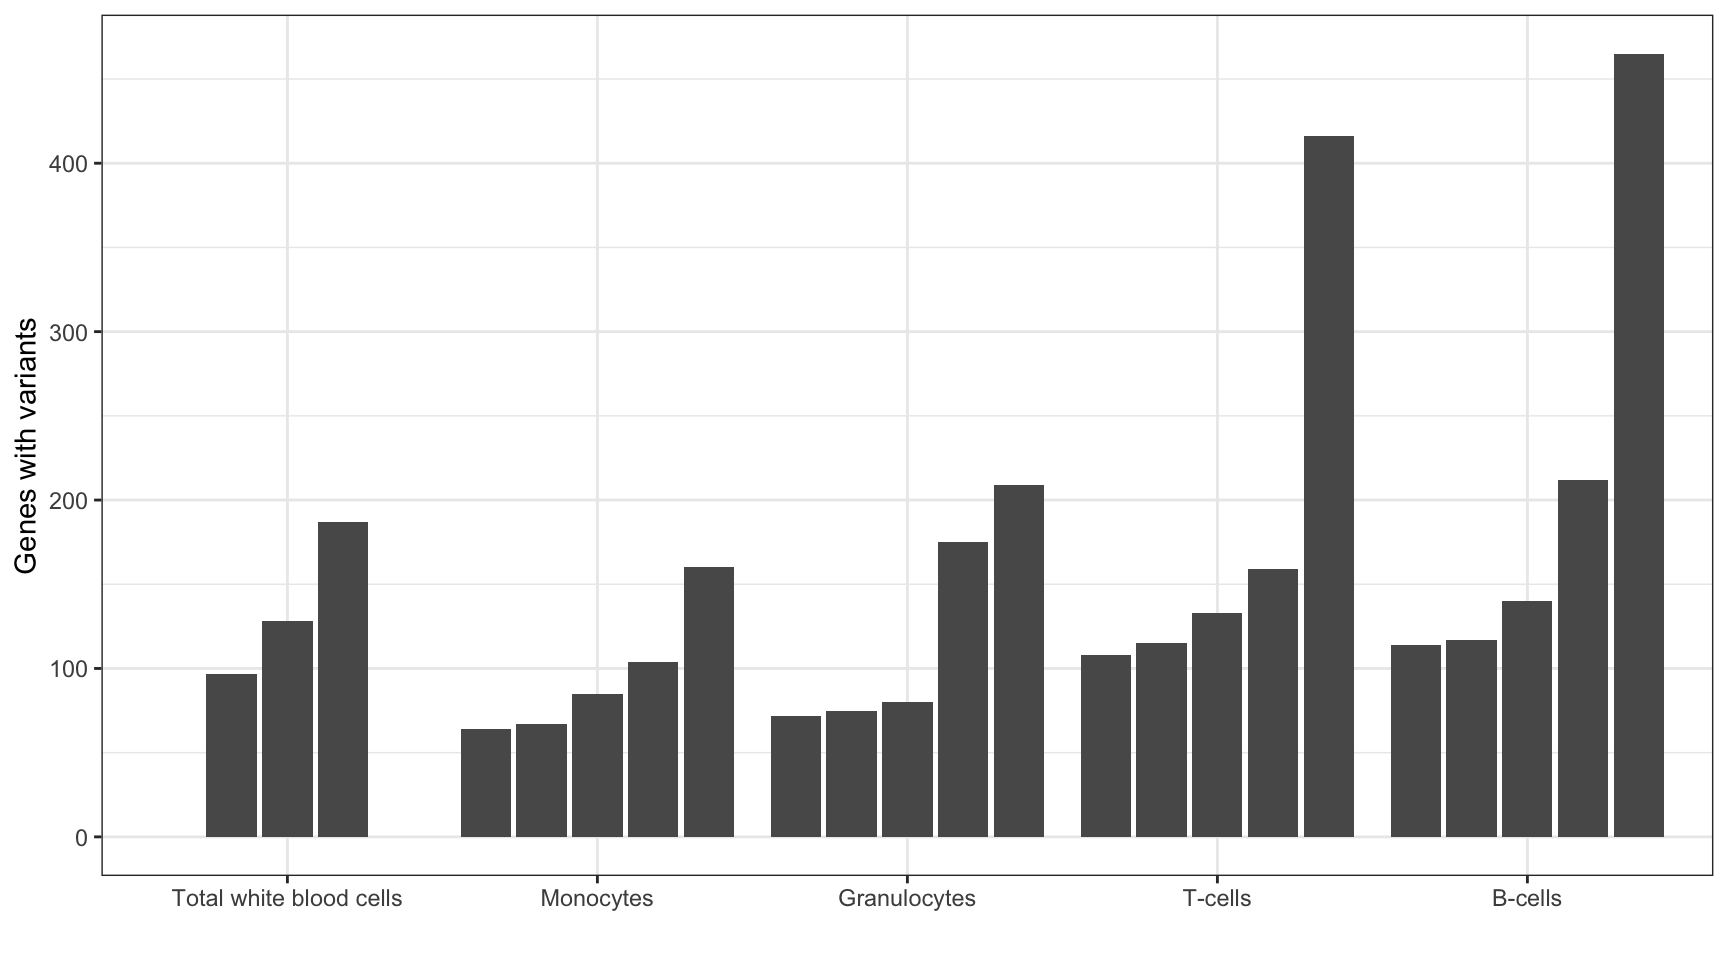 Genes with variants
400
300
200
100
0
Total white blood cells
Monocytes
Granulocytes
T-cells
B-cells